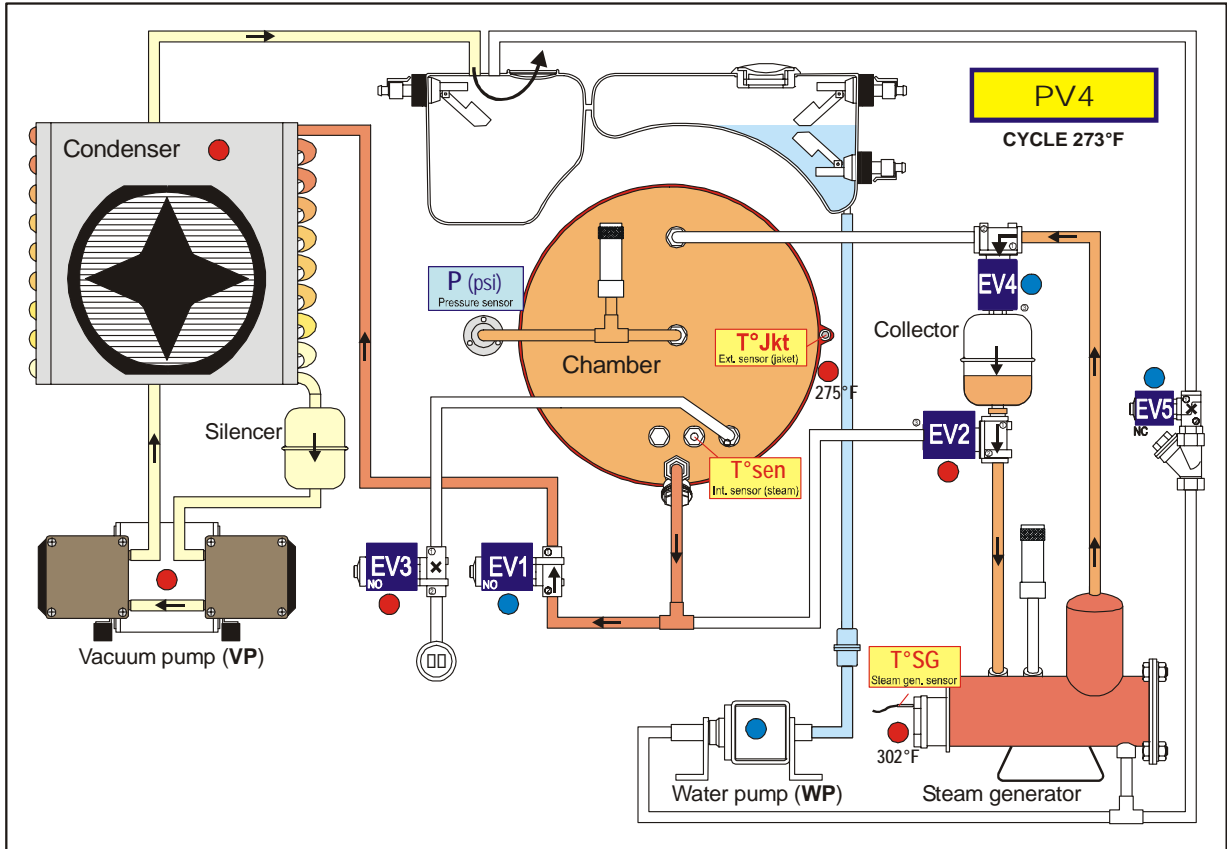 PV4
CYCLE 273°F
Condenser
P (psi)
Pressure sensor
EV4
Collector
T°Jkt
Ext. sensor (jaket)
275°F
Chamber
EV5
NC
Silencer
EV2
T°sen
Int. sensor (steam)
EV3
NO
EV1
NO
Vacuum pump (VP)
T°SG
Steam gen. sensor
302°F
Water pump (WP)
Steam generator